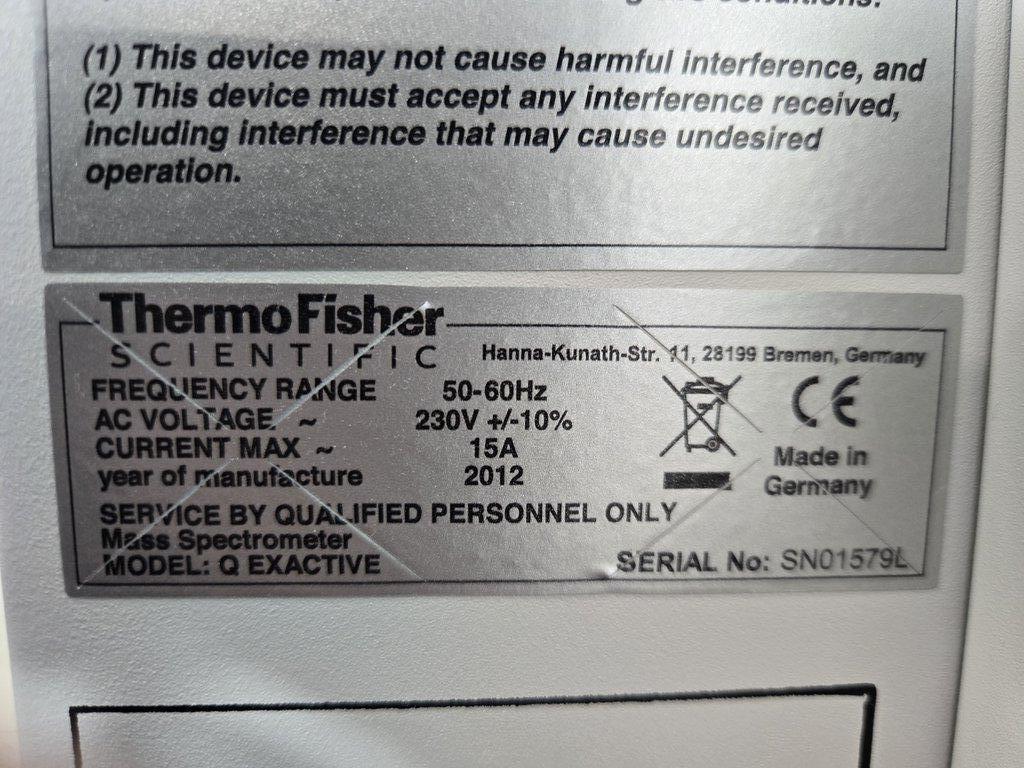 conditions:
(1) This device may not cause harmful interference, and
(2) This device must accept any interference received,
including interference that may cause undesired
operation.
ThermoFisher
SCIENTIFIC
Hanna-Kunath-Str. 11, 28199 Bremen, Germany
FREQUENCY RANGE 50-60Hz
AC VOLTAGE ~ 230V +/-10%
CURRENT MAX ~ 15A
year of manufacture 2012
CE
Made in
Germany
SERVICE BY QUALIFIED PERSONNEL ONLY
Mass Spectrometer
MODEL: Q EXACTIVE
SERIAL No: SN01579L